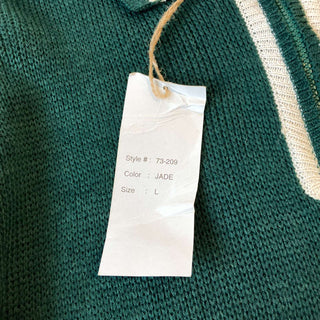 Style # : 73-209
Color : JADE
Size : L